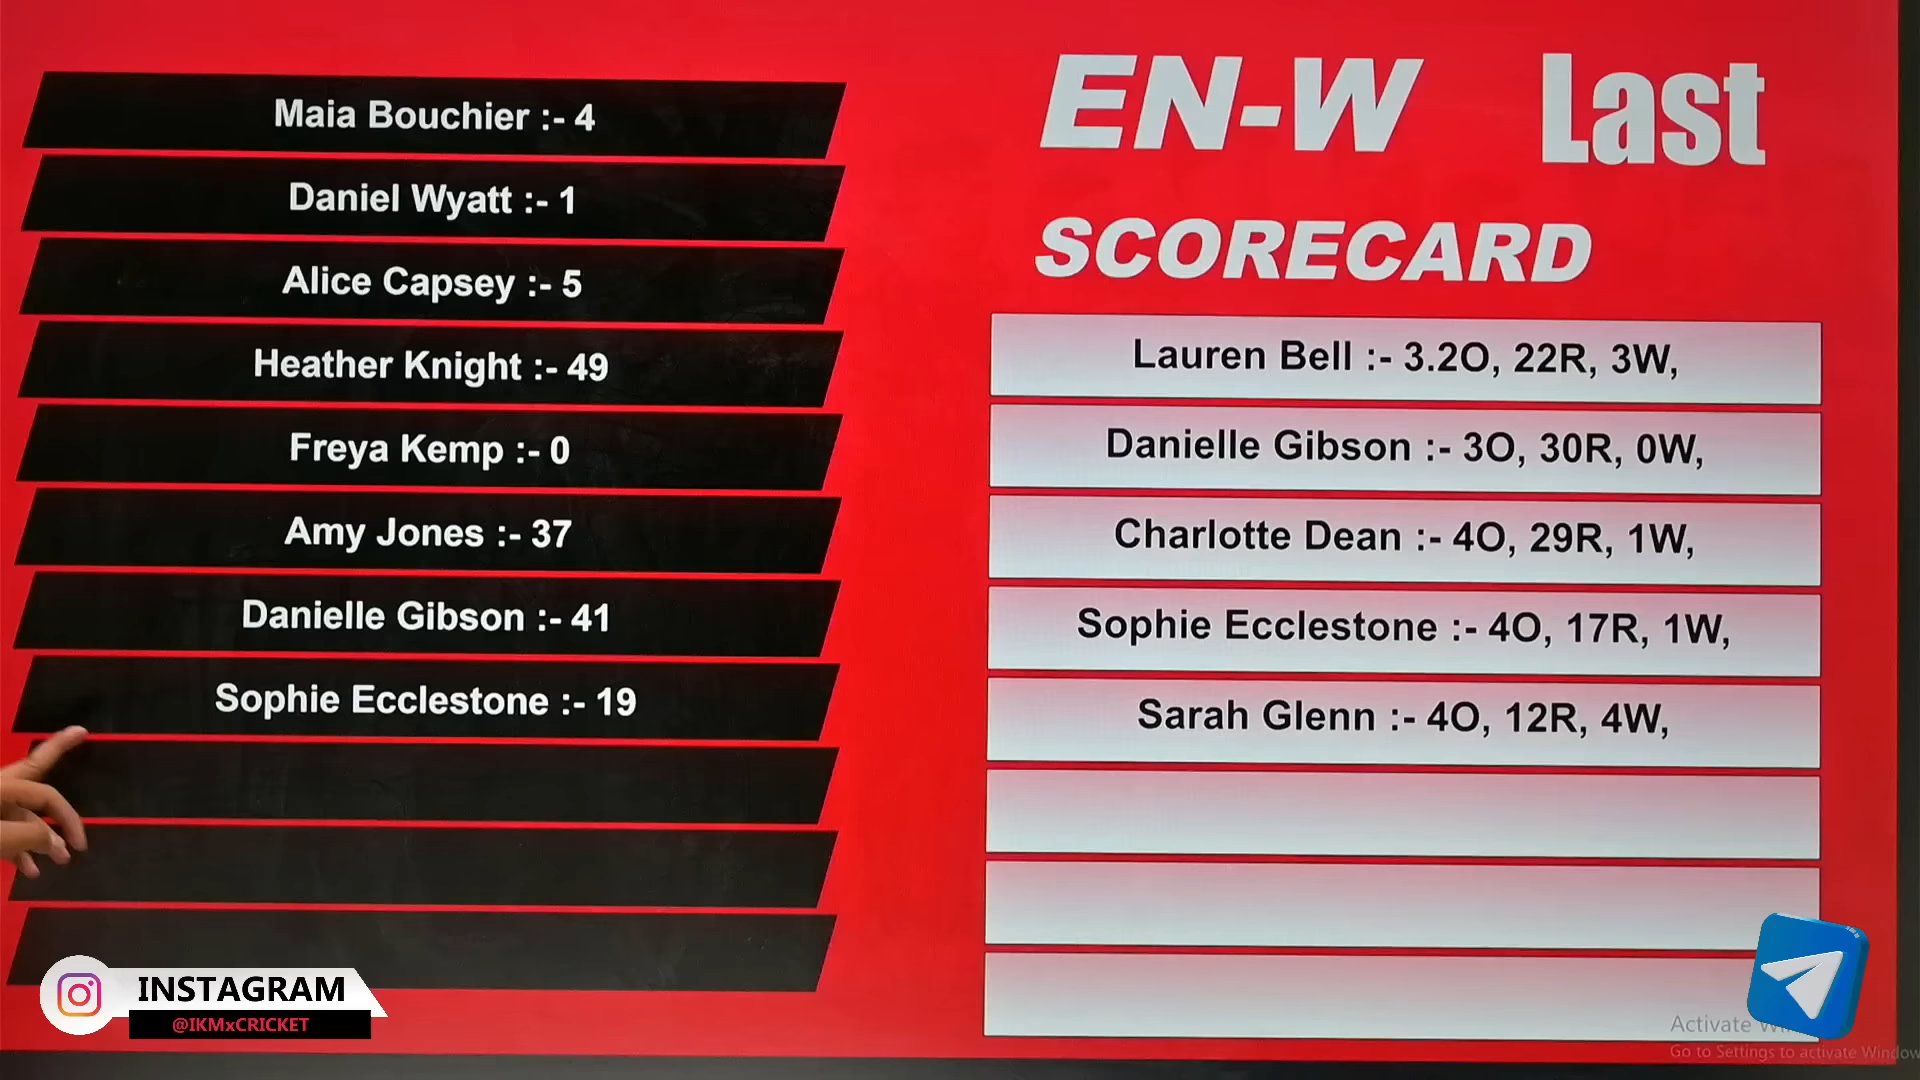 Maia Bouchier :- 4
Daniel Wyatt :- 1
Alice Capsey :- 5
Heather Knight :- 49
Freya Kemp :- 0
Amy Jones :- 37
Danielle Gibson :- 41
Sophie Ecclestone :- 19
EN-W Last
SCORECARD
Lauren Bell :- 3.2O, 22R, 3W,
Danielle Gibson :- 3O, 30R, 0W,
Charlotte Dean :- 4O, 29R, 1W,
Sophie Ecclestone :- 4O, 17R, 1W,
Sarah Glenn :- 4O, 12R, 4W,
INSTAGRAM
@IKMxCRICKET
Activate
Go to Settings to activate Window